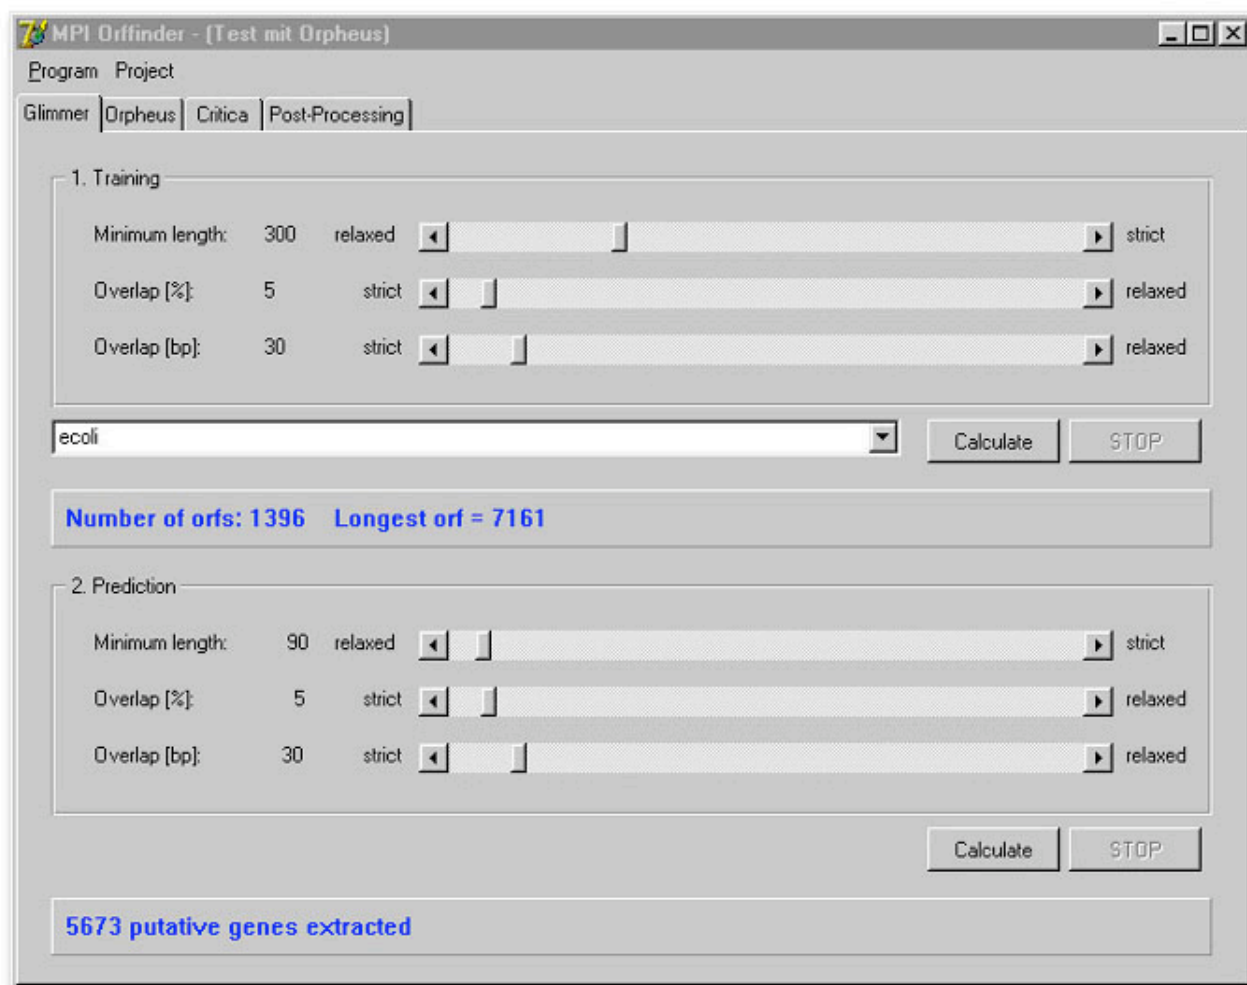 MPI Orffinder - (Test mit Orpheus)
Program Project
Glimmer Orpheus Critica Post-Processing
1. Training
Minimum length: 300 relaxed strict
Overlap [%]: 5 strict relaxed
Overlap [bp]: 30 strict relaxed
ecoli Calculate STOP
Number of orfs: 1396 Longest orf = 7161
2. Prediction
Minimum length: 90 relaxed strict
Overlap [%]: 5 strict relaxed
Overlap [bp]: 30 strict relaxed
Calculate STOP
5673 putative genes extracted